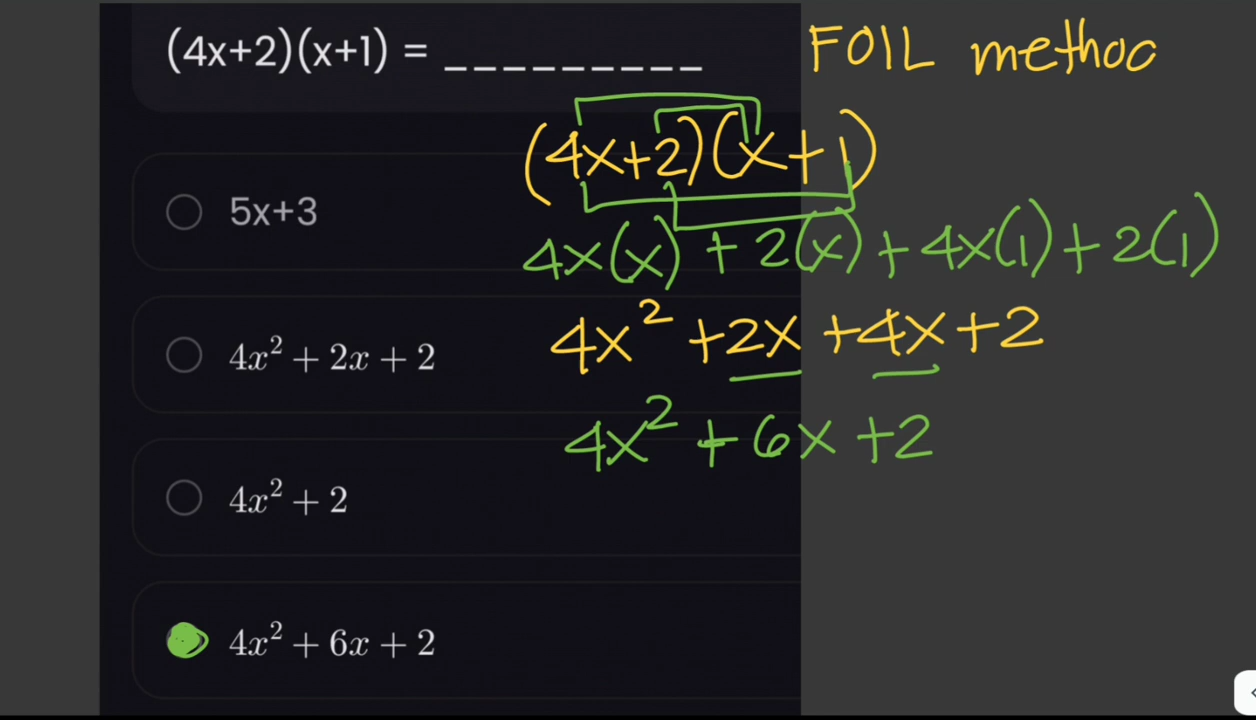 (4x+2)(x+1) = _ _ _ _ _ _ _ _ _
FOIL methoc
(4x+2)(x+1)
5x+3
4x(x) + 2(x) + 4x(1) + 2(1)
4x² + 2x + 2
4x² +2x +4x +2
4x² + 6x +2
4x² + 2
4x² + 6x + 2